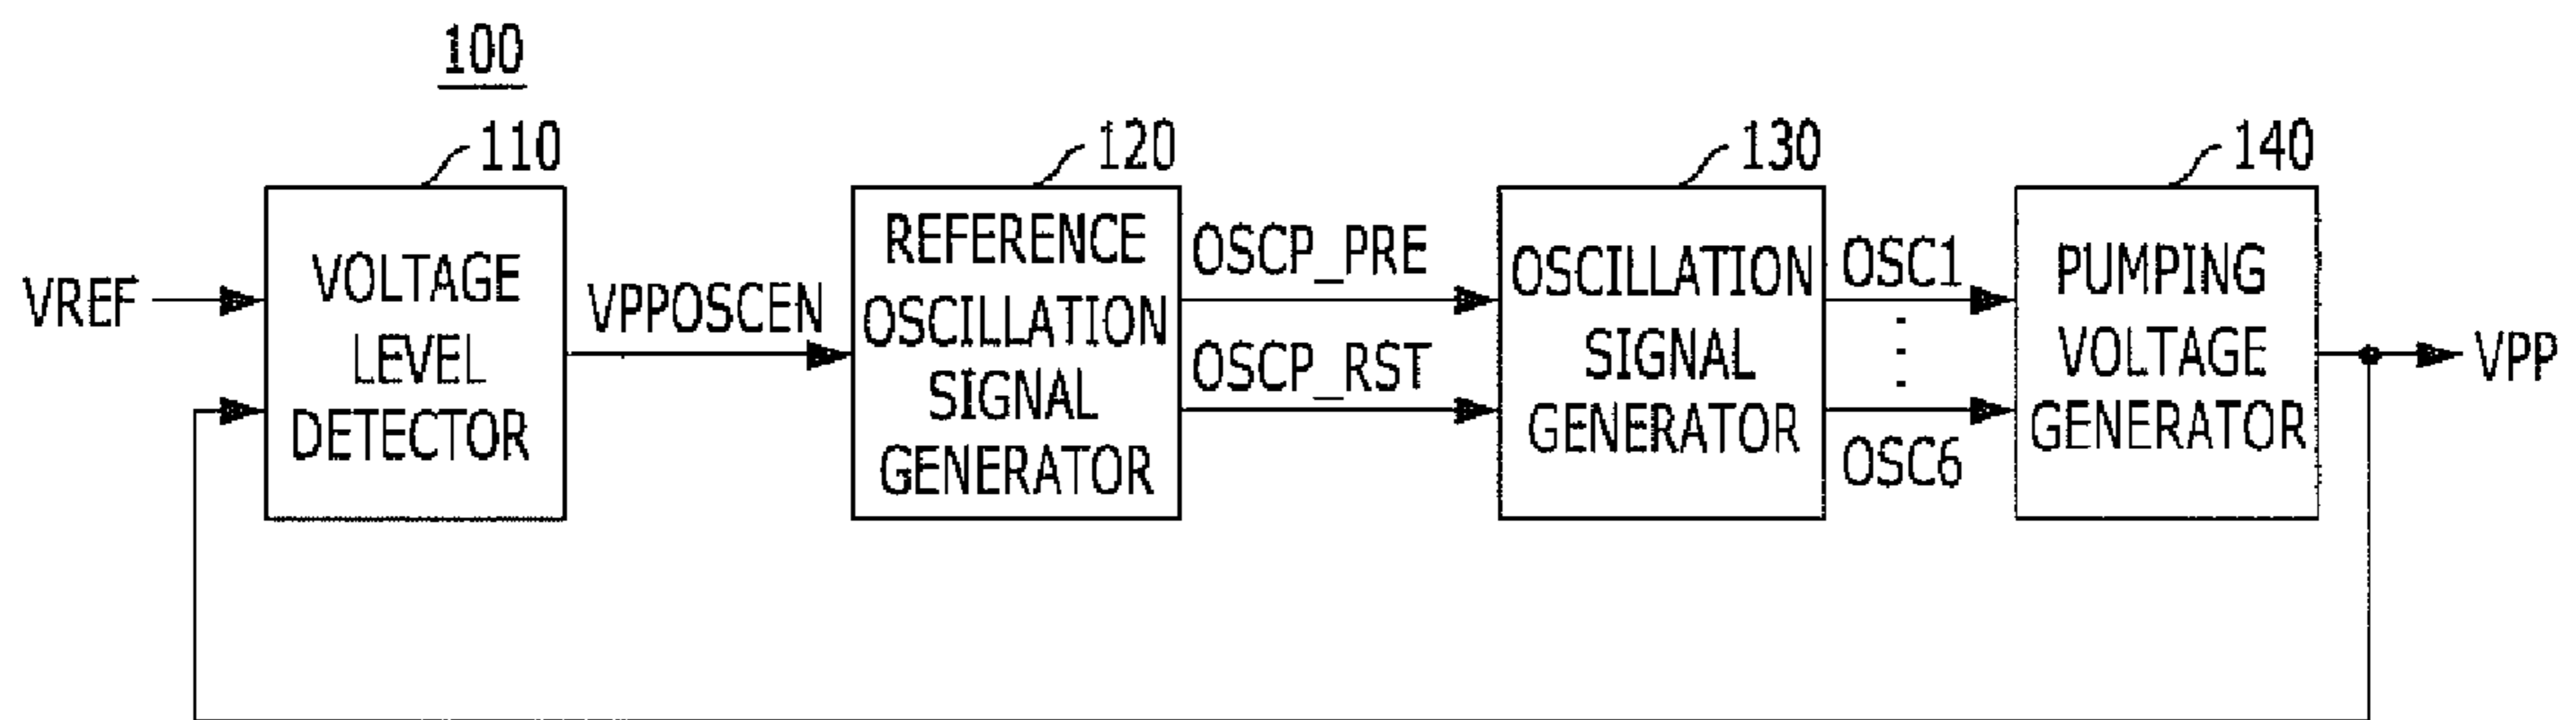 100
110
120
130
140
VREF
VOLTAGE
LEVEL
DETECTOR
VPPOSCEN
REFERENCE
OSCILLATION
SIGNAL
GENERATOR
OSCP_PRE
OSCP_RST
OSCILLATION
SIGNAL
GENERATOR
OSC1
OSC6
PUMPING
VOLTAGE
GENERATOR
VPP